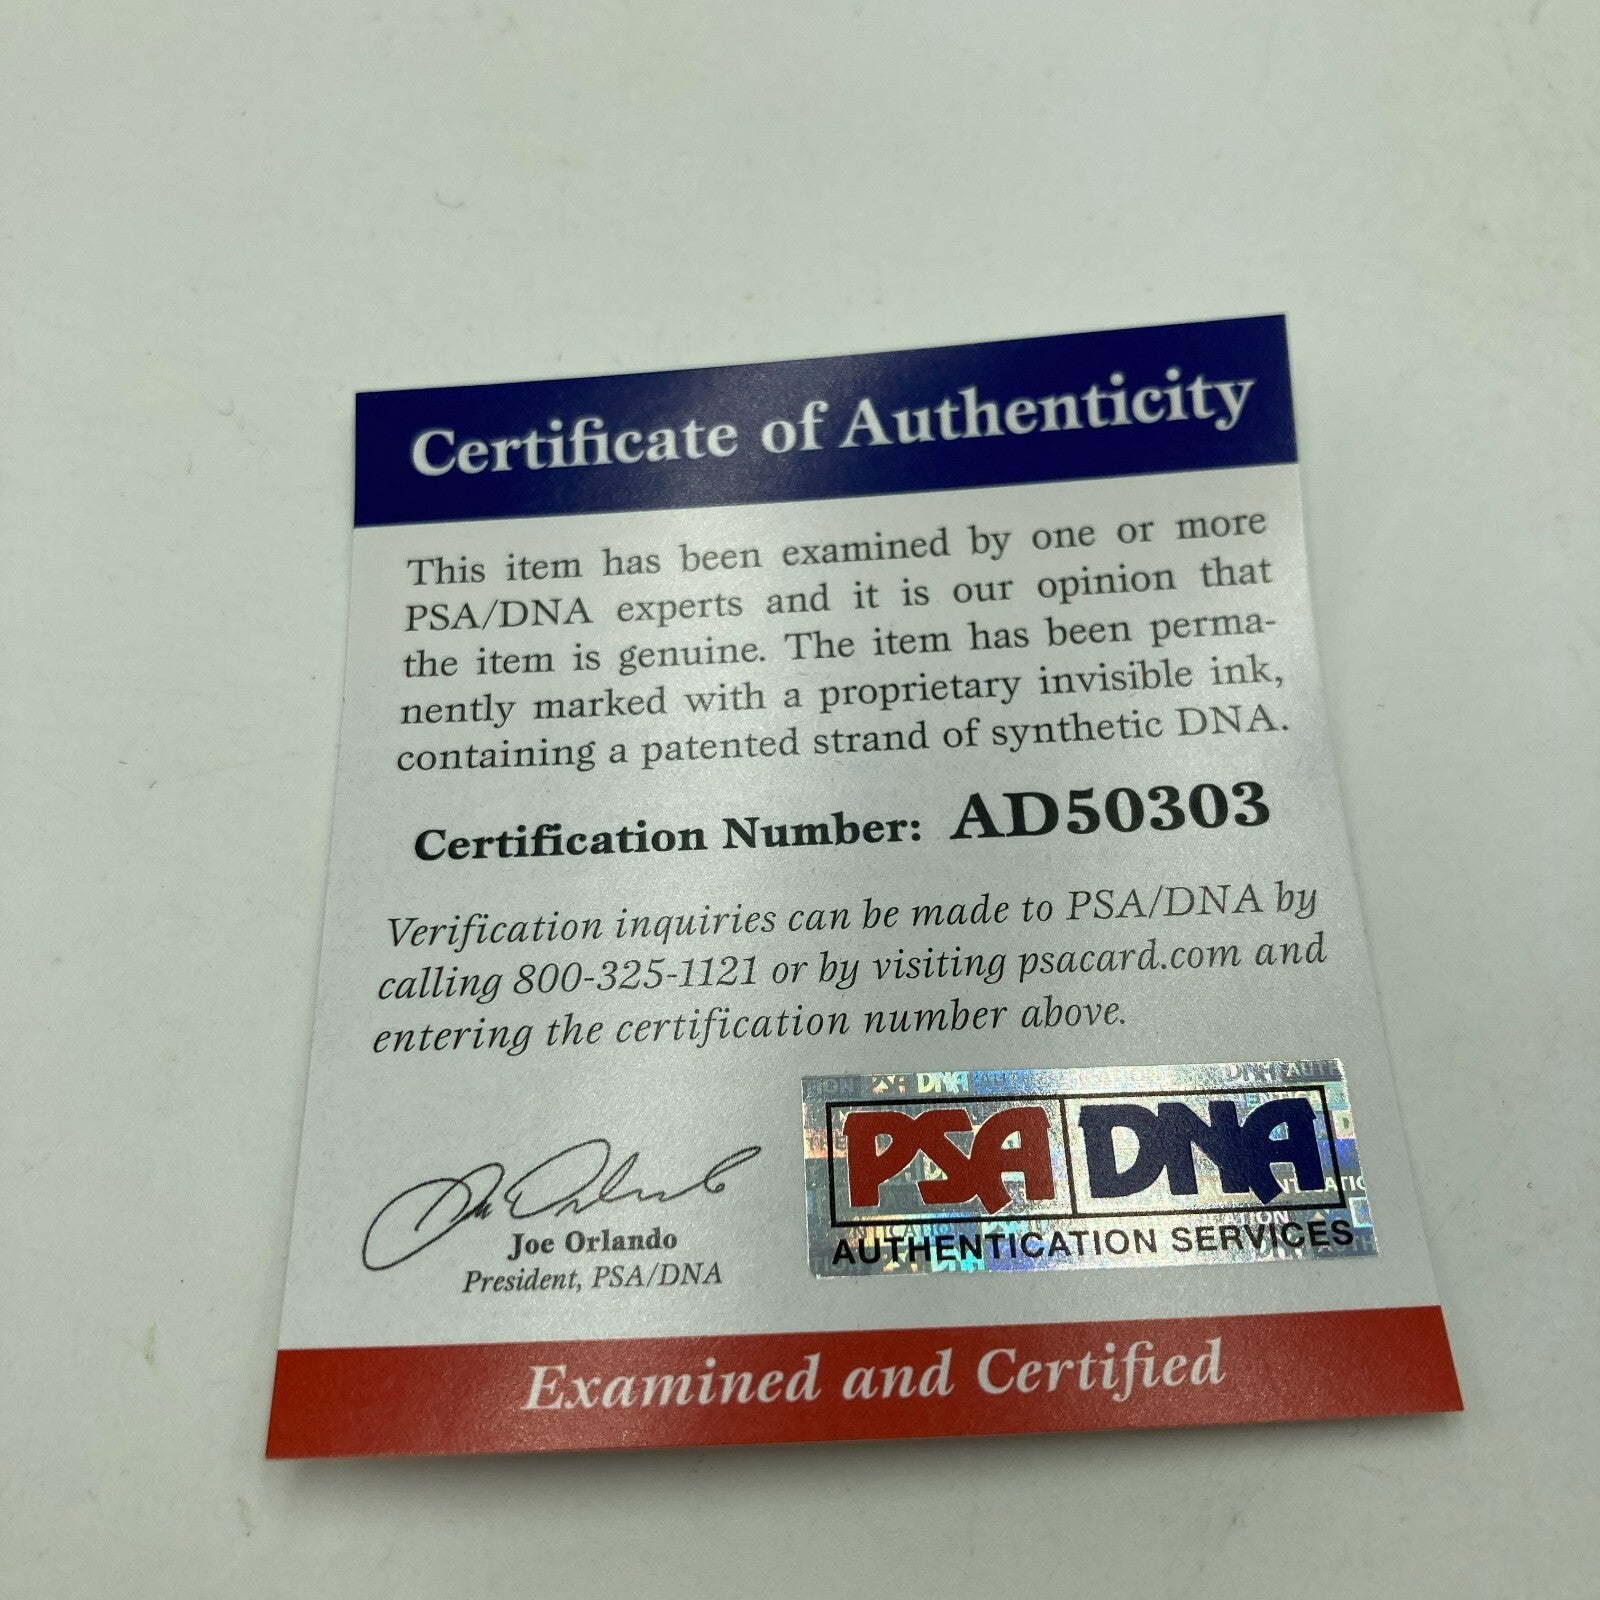 Certificate of Authenticity
This item has been examined by one or more
PSA/DNA experts and it is our opinion that
the item is genuine. The item has been perma-
nently marked with a proprietary invisible ink,
containing a patented strand of synthetic DNA.
Certification Number: AD50303
Verification inquiries can be made to PSA/DNA by
calling 800-325-1121 or by visiting psacard.com and
entering the certification number above.
PSA DNA
AUTHENTICATION SERVICES
Joe Orlando
President, PSA/DNA
Examined and Certified